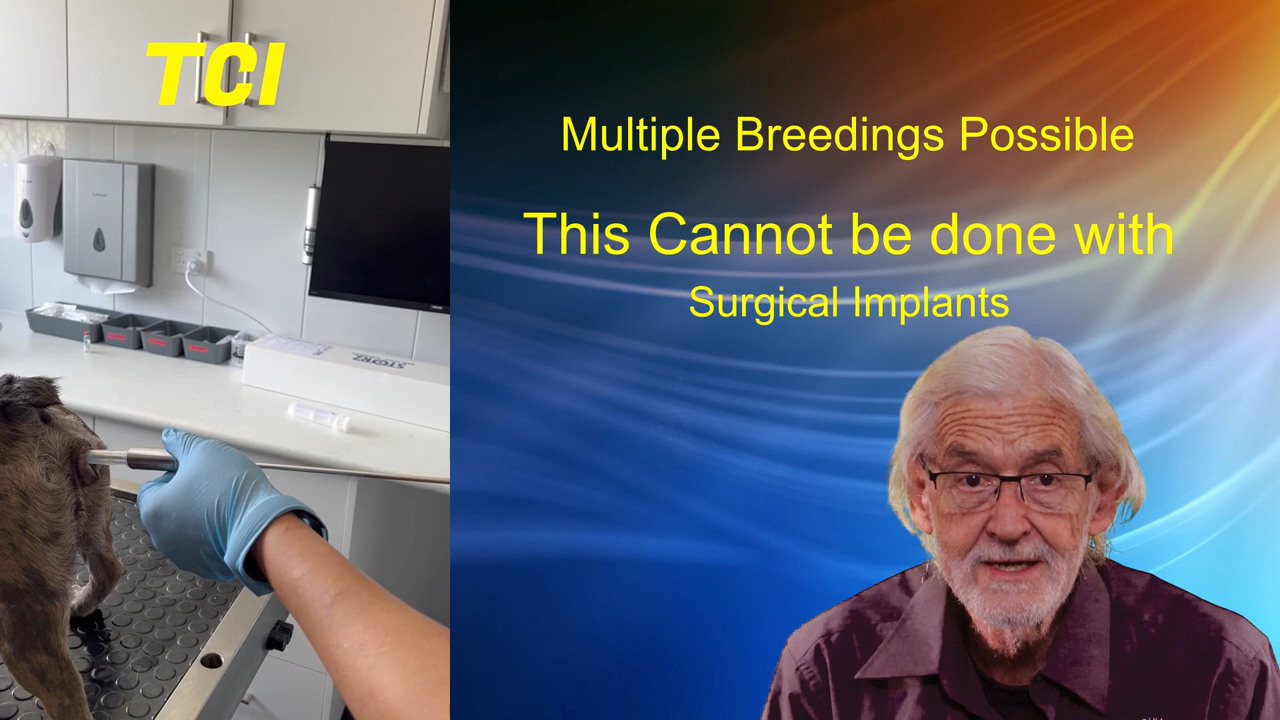 TCI
Multiple Breedings Possible
This Cannot be done with
Surgical Implants
STORZ